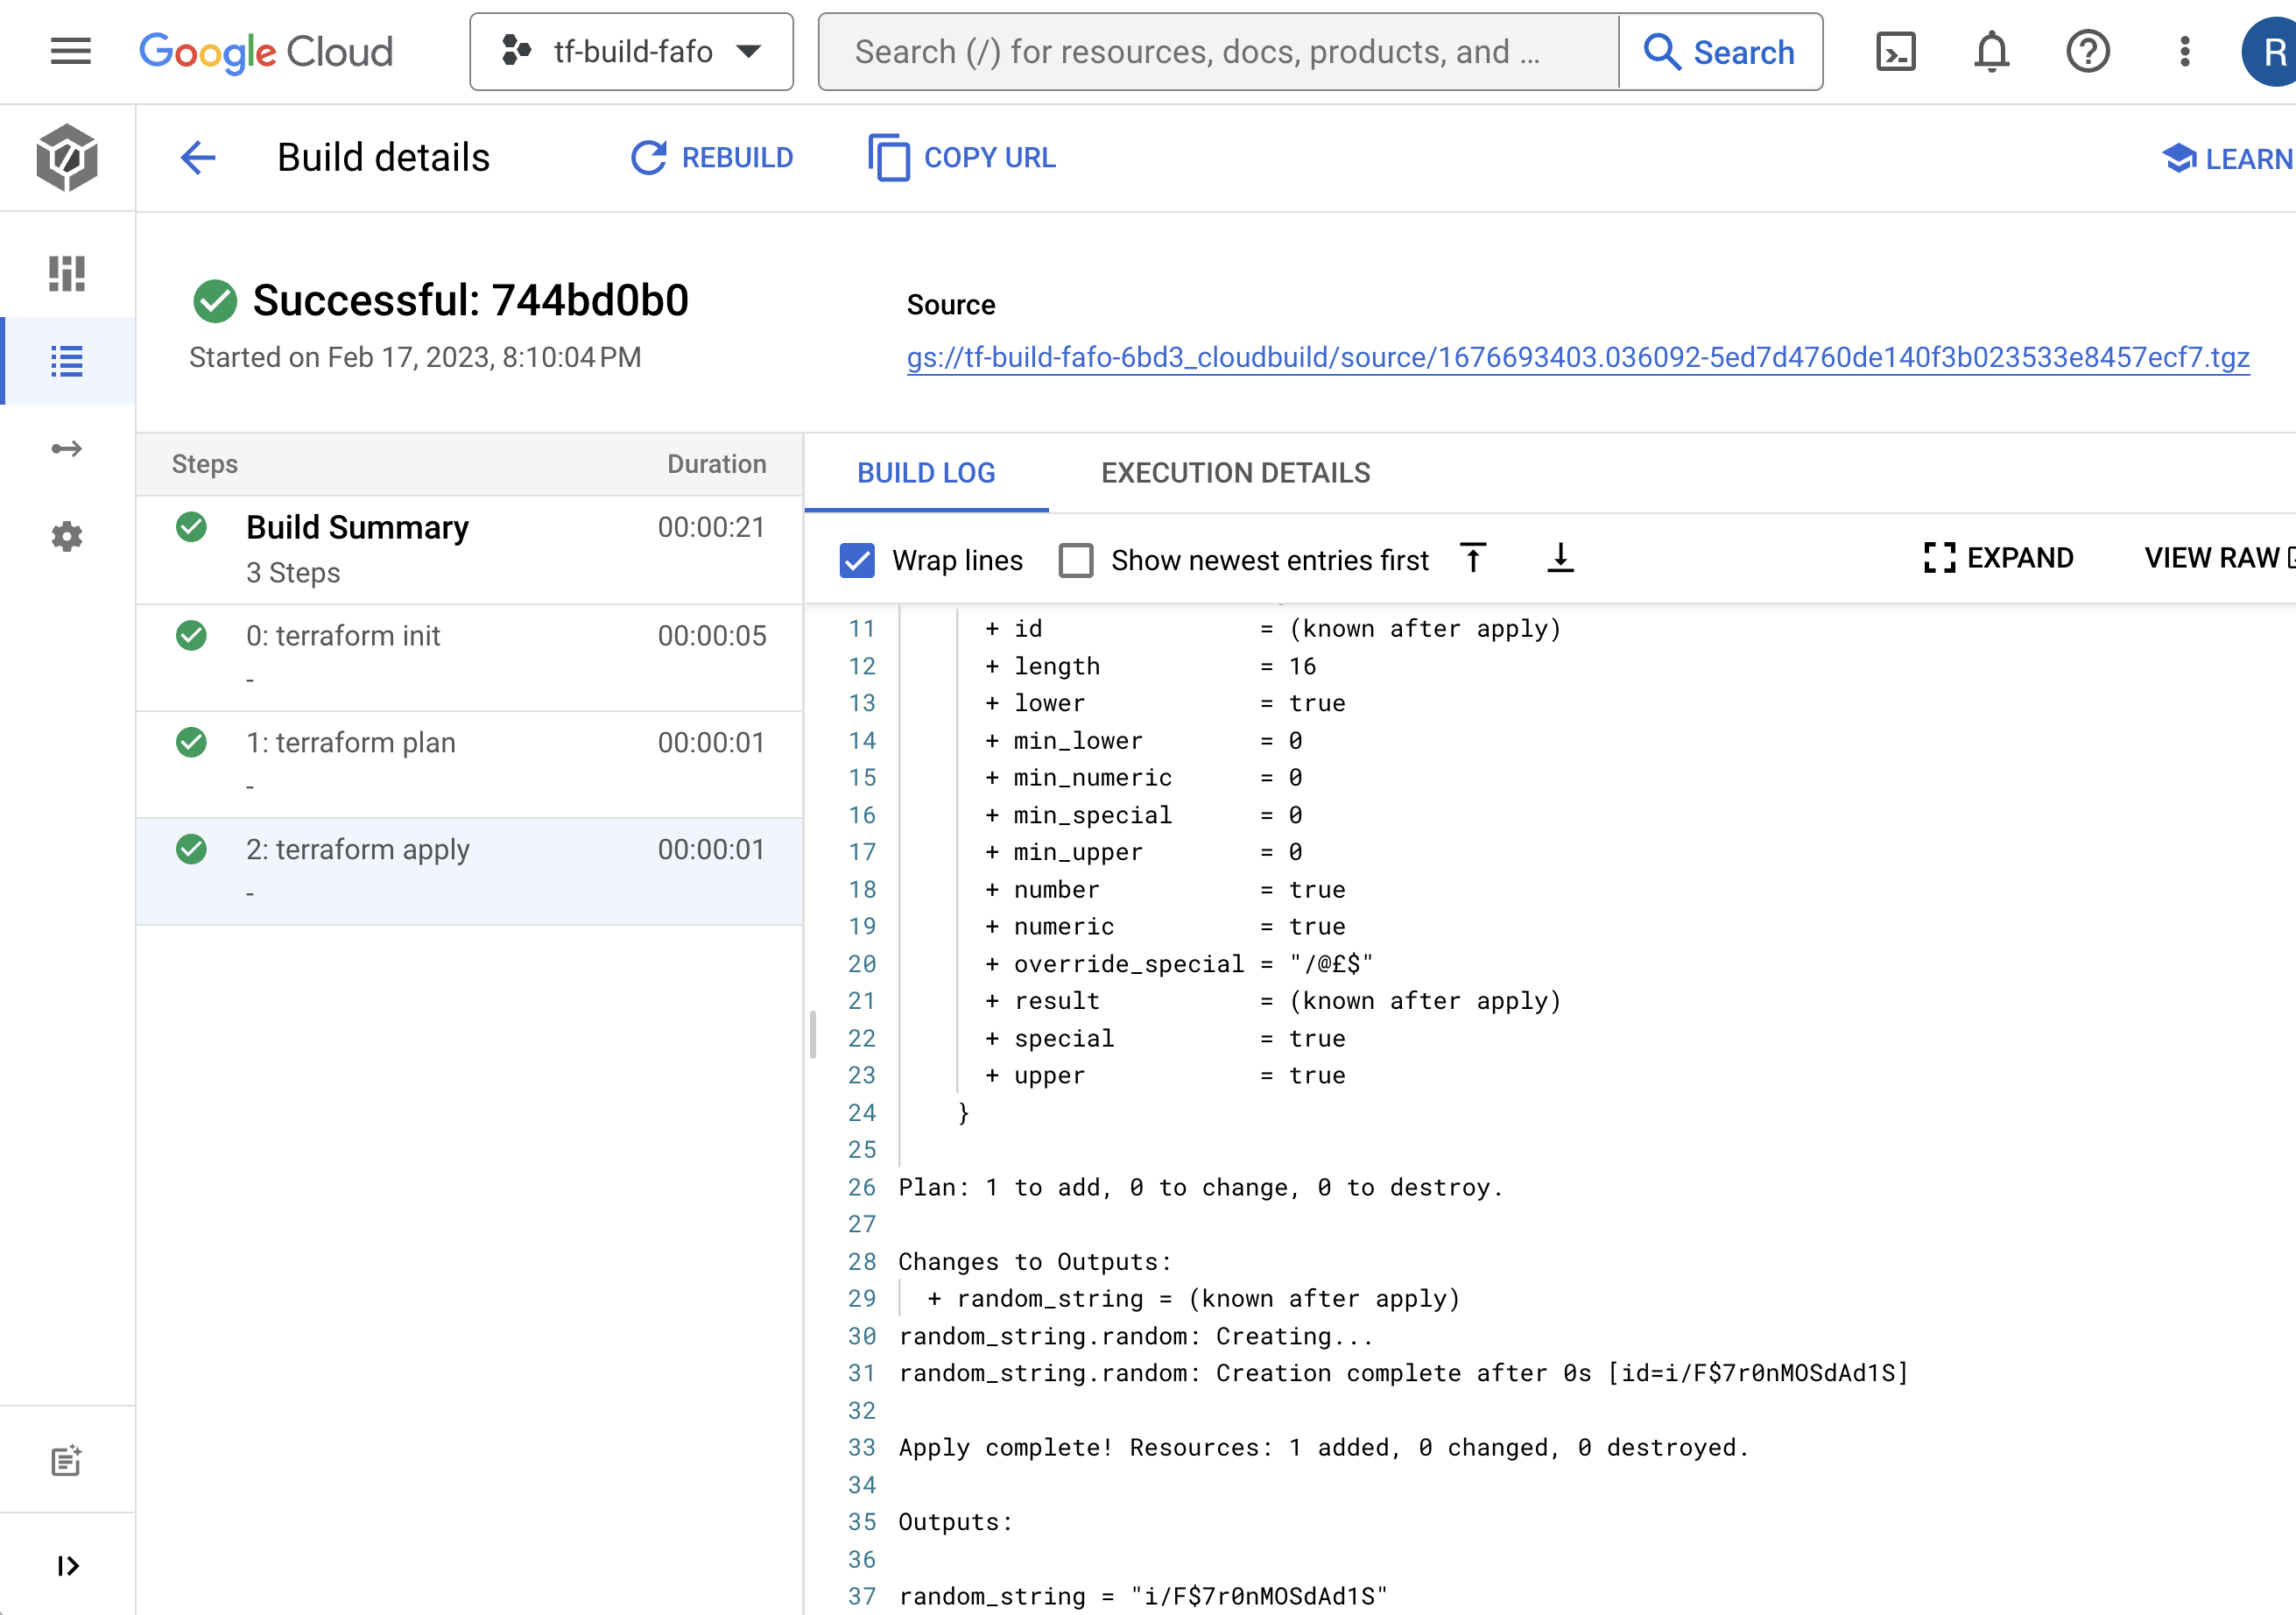 Google Cloud
tf-build-fafo
Search (/) for resources, docs, products, and ...
Search
R
Build details
REBUILD
COPY URL
LEARN
Successful: 744bd0b0
Started on Feb 17, 2023, 8:10:04 PM
Source
gs://tf-build-fafo-6bd3_cloudbuild/source/1676693403.036092-5ed7d4760de140f3b023533e8457ecf7.tgz
Steps Duration
Build Summary 00:00:21
3 Steps
0: terraform init 00:00:05
-
1: terraform plan 00:00:01
-
2: terraform apply 00:00:01
-
BUILD LOG EXECUTION DETAILS
Wrap lines Show newest entries first EXPAND VIEW RAW
11 + id = (known after apply)
12 + length = 16
13 + lower = true
14 + min_lower = 0
15 + min_numeric = 0
16 + min_special = 0
17 + min_upper = 0
18 + number = true
19 + numeric = true
20 + override_special = "/@£$"
21 + result = (known after apply)
22 + special = true
23 + upper = true
24 }
25
26 Plan: 1 to add, 0 to change, 0 to destroy.
27
28 Changes to Outputs:
29 + random_string = (known after apply)
30 random_string.random: Creating...
31 random_string.random: Creation complete after 0s [id=i/F$7r0nMOSdAd1S]
32
33 Apply complete! Resources: 1 added, 0 changed, 0 destroyed.
34
35 Outputs:
36
37 random_string = "i/F$7r0nMOSdAd1S"